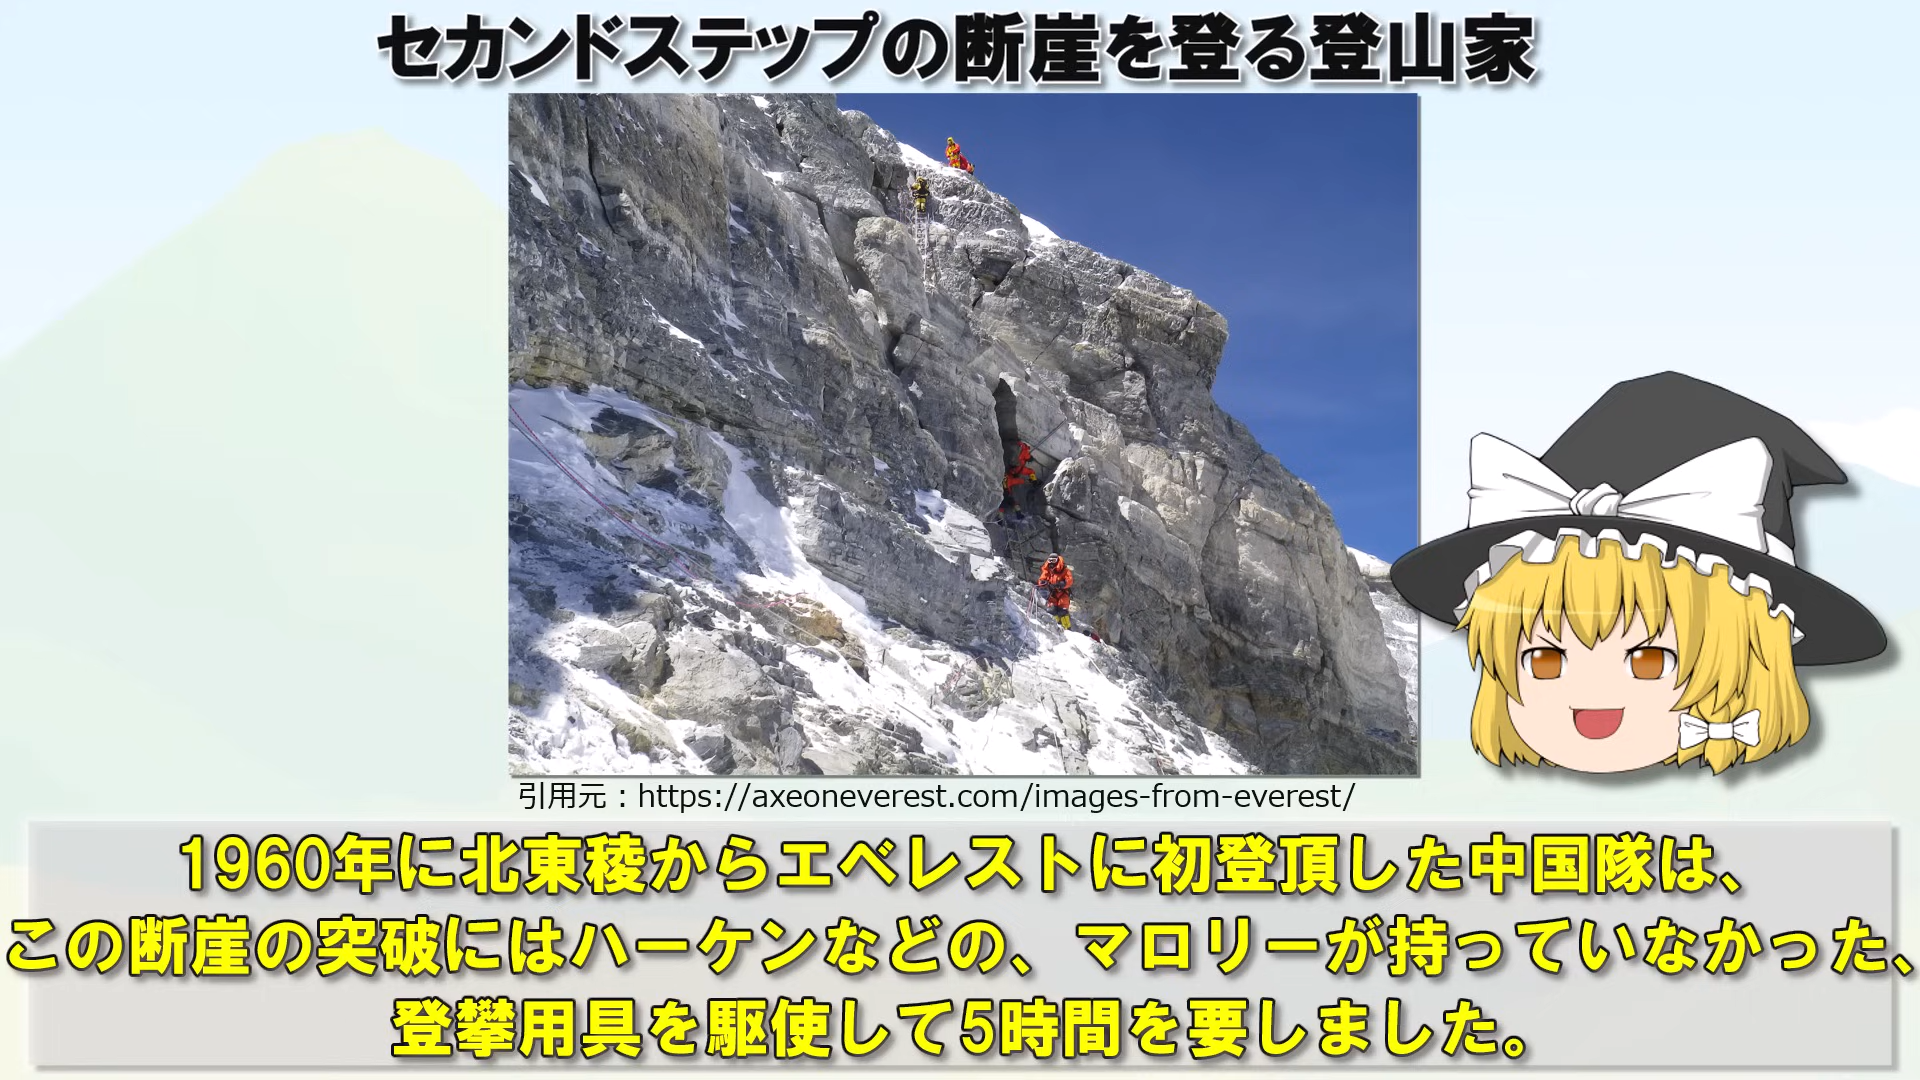 セカンドステップの断崖を登る登山家
引用元：https://axeoneverest.com/images-from-everest/
1960年に北東稜からエベレストに初登頂した中国隊は、
この断崖の突破にはハーケンなどの、マロリーが持っていなかった、
登攀用具を駆使して5時間を要しました。